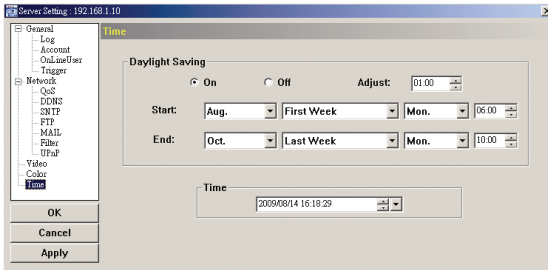 Server Setting : 192.168.1.10
General
Log
Account
OnLineUser
Trigger
Network
QoS
DDNS
SNTP
FTP
MAIL
Filter
UPnP
Video
Color
Time
OK
Cancel
Apply
Time
Daylight Saving
On Off Adjust: 01:00
Start: Aug. First Week Mon. 06:00
End: Oct. Last Week Mon. 10:00
Time
2009/08/14 16:18:29